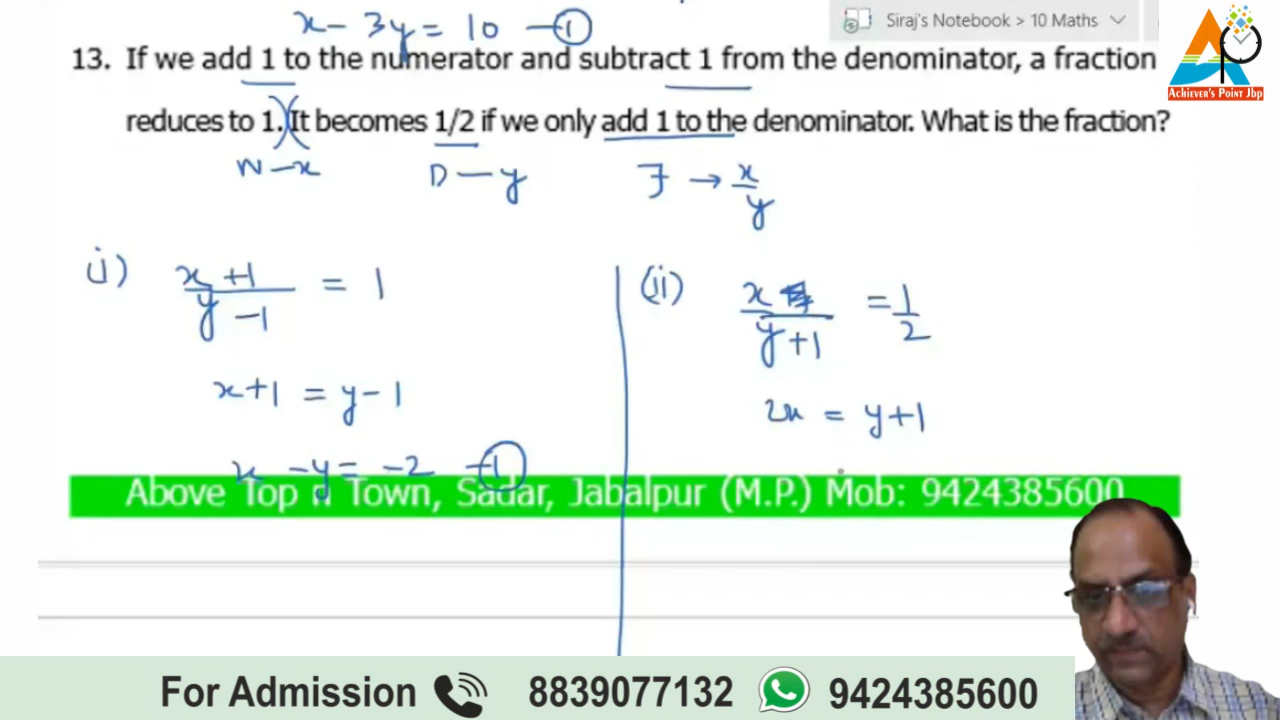 x - 3y = 10 — ①
Siraj's Notebook > 10 Maths
ACHIEVER'S POINT JBP
13. If we add 1 to the numerator and subtract 1 from the denominator, a fraction
reduces to 1. It becomes 1/2 if we only add 1 to the denominator. What is the fraction?
N — x D — y F → x/y
(i) x+1 / y-1 = 1
x+1 = y-1
x - y = -2 — ①
(ii) x / y+1 = 1/2
2x = y+1
Above Top n Town, Sadar, Jabalpur (M.P.) Mob: 9424385600
For Admission 8839077132 9424385600